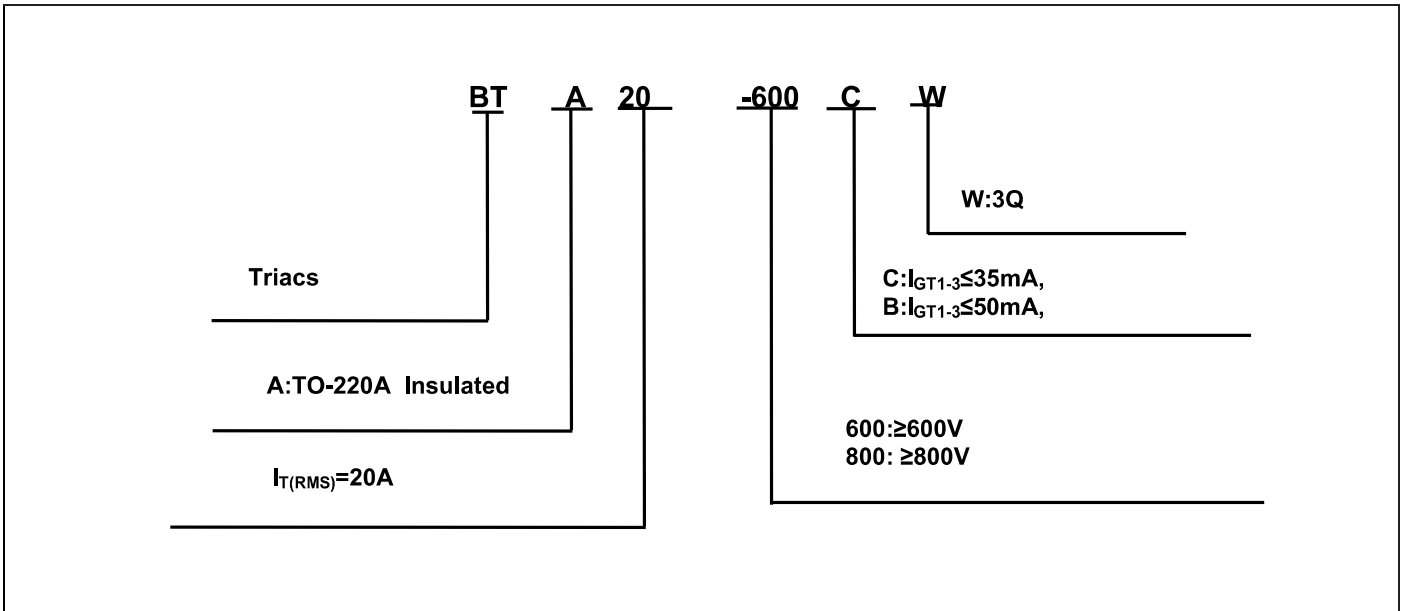 BT A 20 -600 C W
W:3Q
Triacs
C:IGT1-3≤35mA,
B:IGT1-3≤50mA,
A:TO-220A Insulated
600:≥600V
800: ≥800V
IT(RMS)=20A